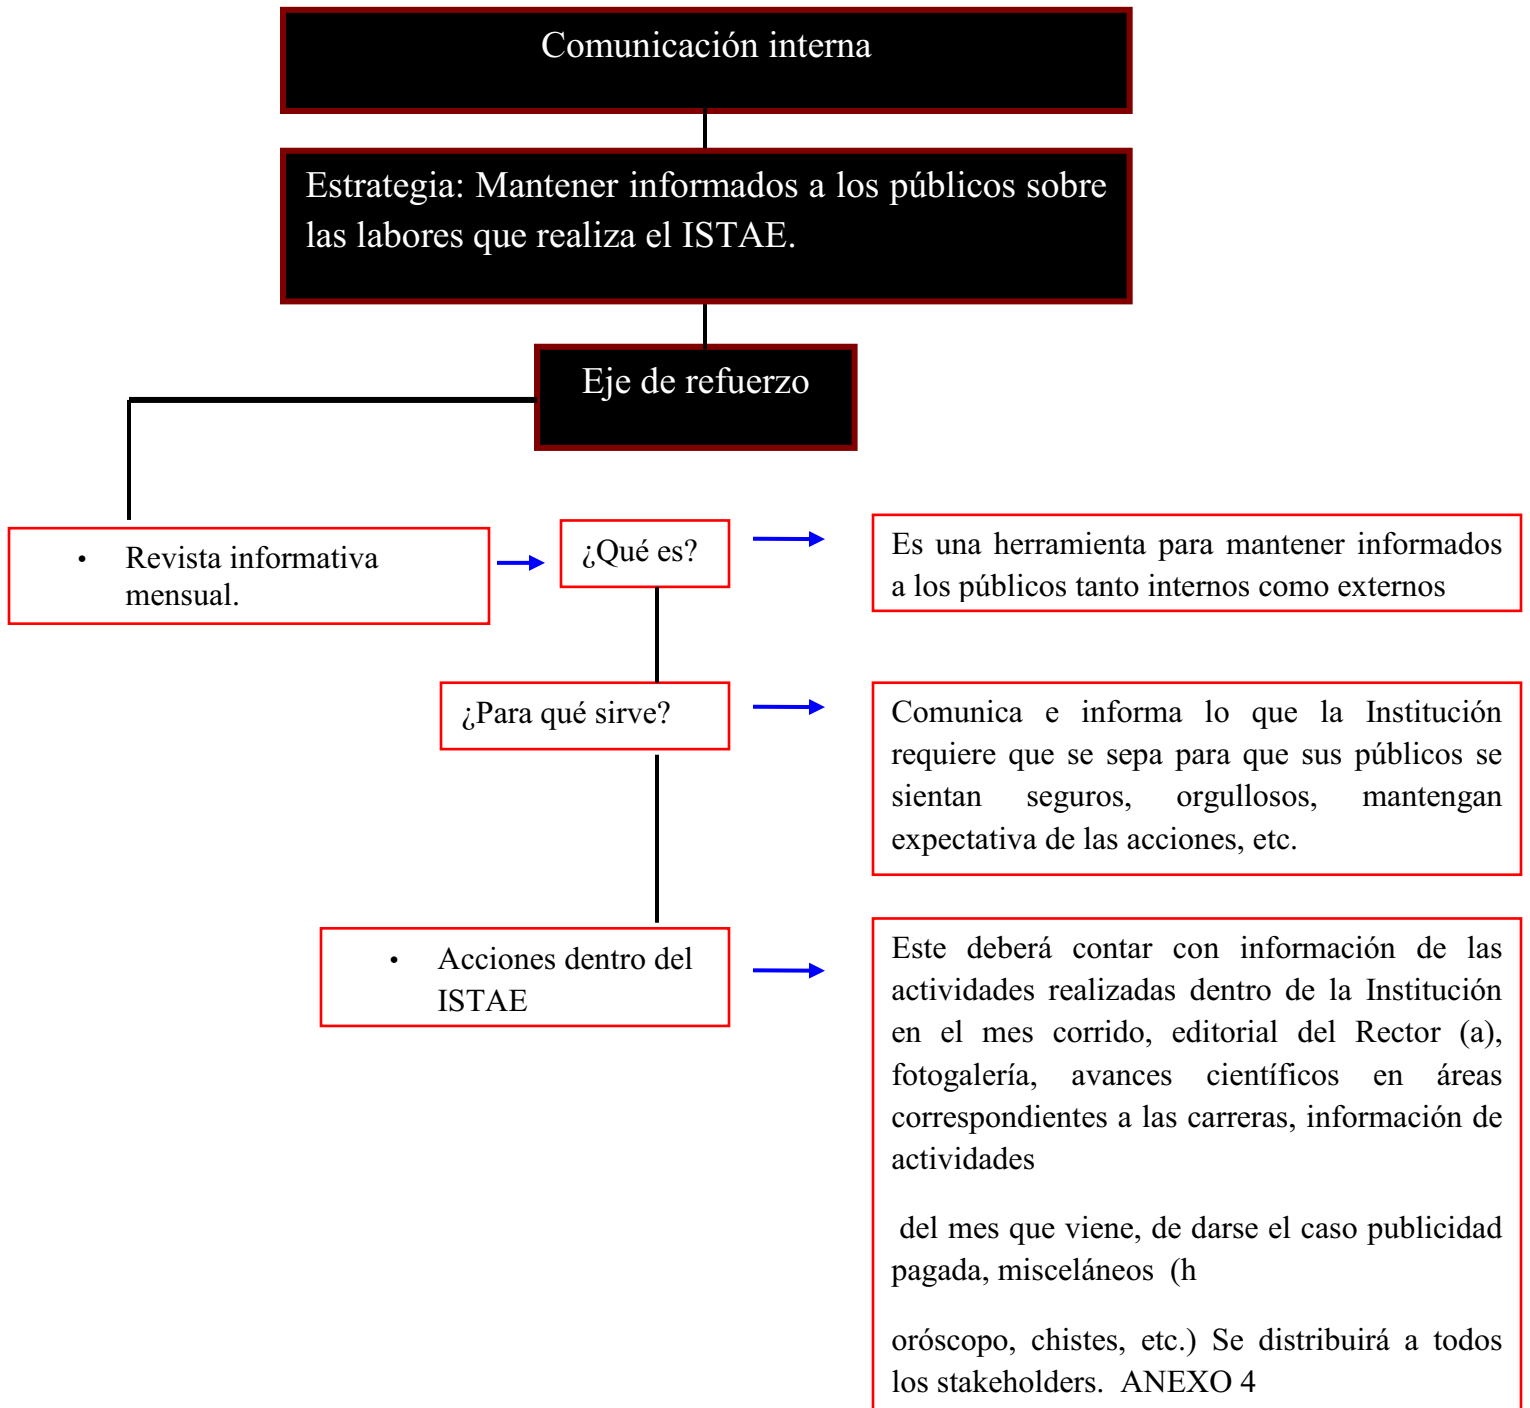 Comunicación interna
Estrategia: Mantener informados a los públicos sobre
las labores que realiza el ISTAE.
Eje de refuerzo
• Revista informativa
mensual.
¿Qué es?
Es una herramienta para mantener informados
a los públicos tanto internos como externos
¿Para qué sirve?
Comunica e informa lo que la Institución
requiere que se sepa para que sus públicos se
sientan seguros, orgullosos, mantengan
expectativa de las acciones, etc.
• Acciones dentro del
ISTAE
Este deberá contar con información de las
actividades realizadas dentro de la Institución
en el mes corrido, editorial del Rector (a),
fotogalería, avances científicos en áreas
correspondientes a las carreras, información de
actividades
del mes que viene, de darse el caso publicidad
pagada, misceláneos (h
oróscopo, chistes, etc.) Se distribuirá a todos
los stakeholders. ANEXO 4